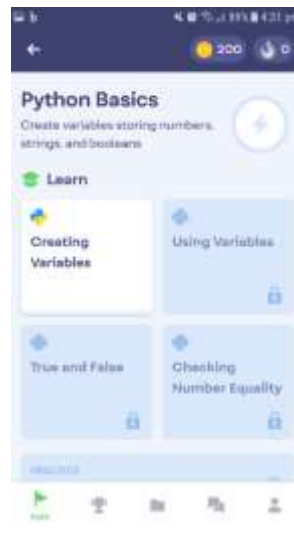 200 0
Python Basics
Create variables storing numbers,
strings, and booleans
Learn
Creating
Variables
Using Variables
True and False
Checking
Number Equality